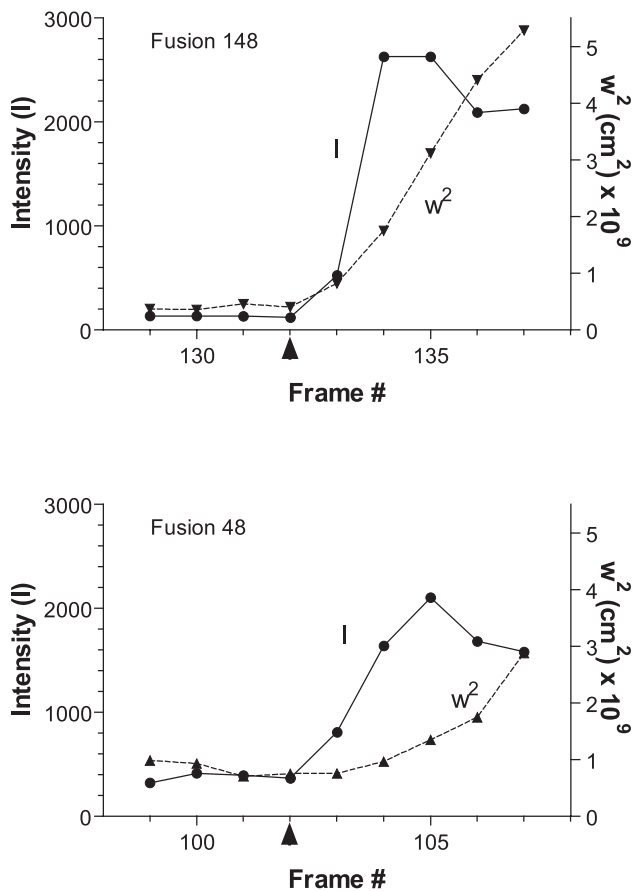 Fusion 148
3000
2000
1000
0
Intensity (I)
I
w²
5
4
3
2
1
0
w² (cm²) x 10⁹
130
135
Frame #
Fusion 48
3000
2000
1000
0
Intensity (I)
I
w²
5
4
3
2
1
0
w² (cm²) x 10⁹
100
105
Frame #